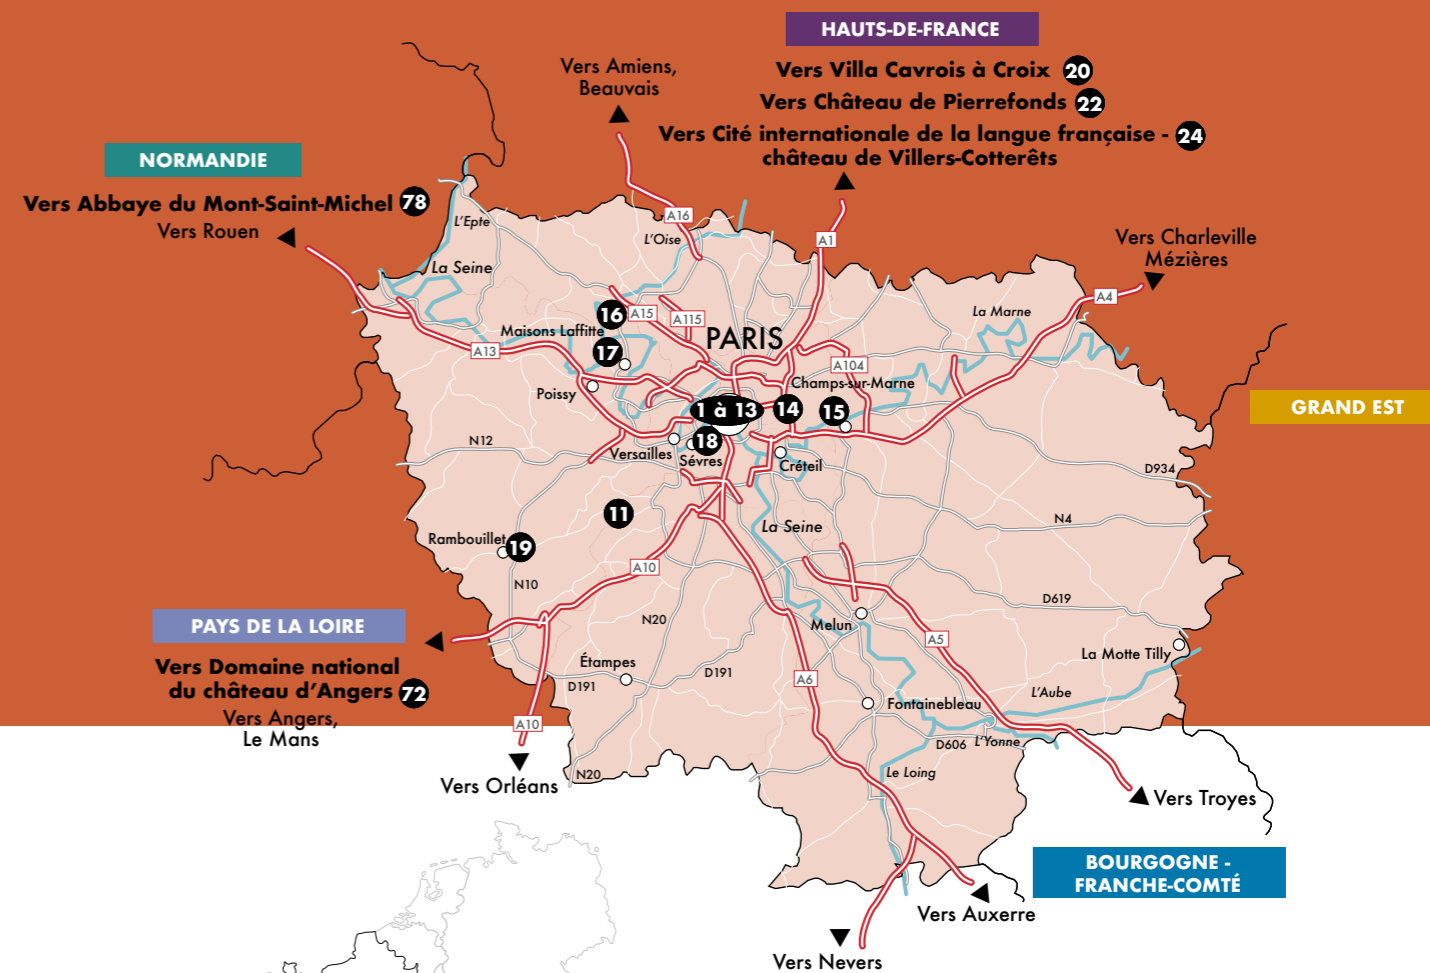 HAUTS-DE-FRANCE
Vers Villa Cavrois à Croix 20
Vers Château de Pierrefonds 22
Vers Cité internationale de la langue française - 24
château de Villers-Cotterêts
Vers Amiens,
Beauvais
NORMANDIE
Vers Abbaye du Mont-Saint-Michel 78
Vers Rouen
L'Epte
A16
L'Oise
A1
Vers Charleville
Mézières
La Seine
A4
La Marne
16
A15
A115
Maisons Laffitte
PARIS
A13
17
A104
Champs-sur-Marne
Poissy
1 à 13
14
15
GRAND EST
N12
18
Versailles
Sévres
Créteil
D934
11
La Seine
N4
Rambouillet
19
A10
N10
D619
N20
Melun
A5
PAYS DE LA LOIRE
Vers Domaine national
du château d'Angers 72
Vers Angers,
Le Mans
La Motte Tilly
Étampes
D191
D191
A6
L'Aube
Fontainebleau
A10
D606
L'Yonne
N20
Le Loing
Vers Orléans
Vers Troyes
BOURGOGNE -
FRANCHE-COMTÉ
Vers Auxerre
Vers Nevers